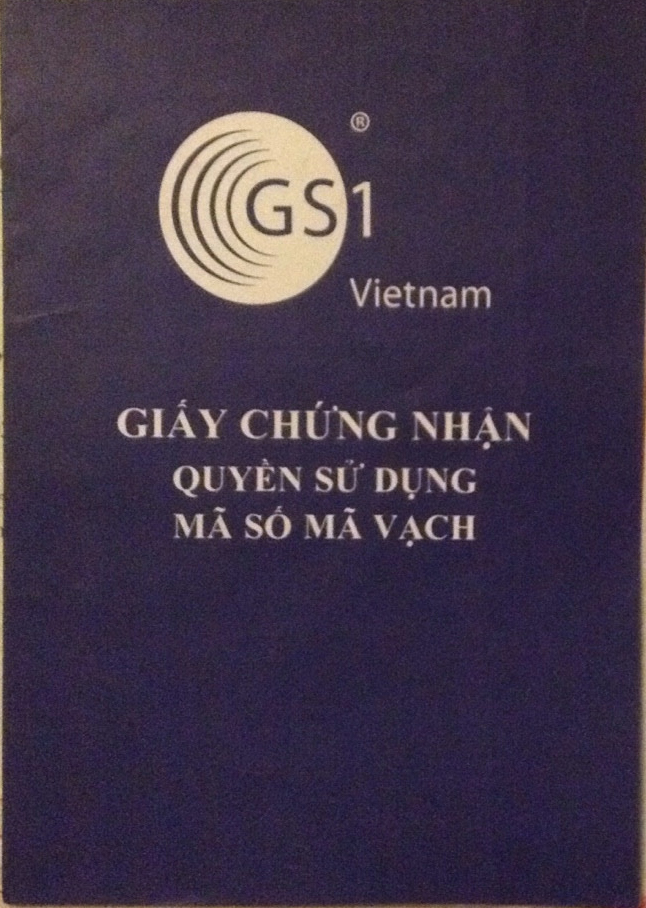 GS1®
Vietnam
GIẤY CHỨNG NHẬN
QUYỀN SỬ DỤNG
MÃ SỐ MÃ VẠCH